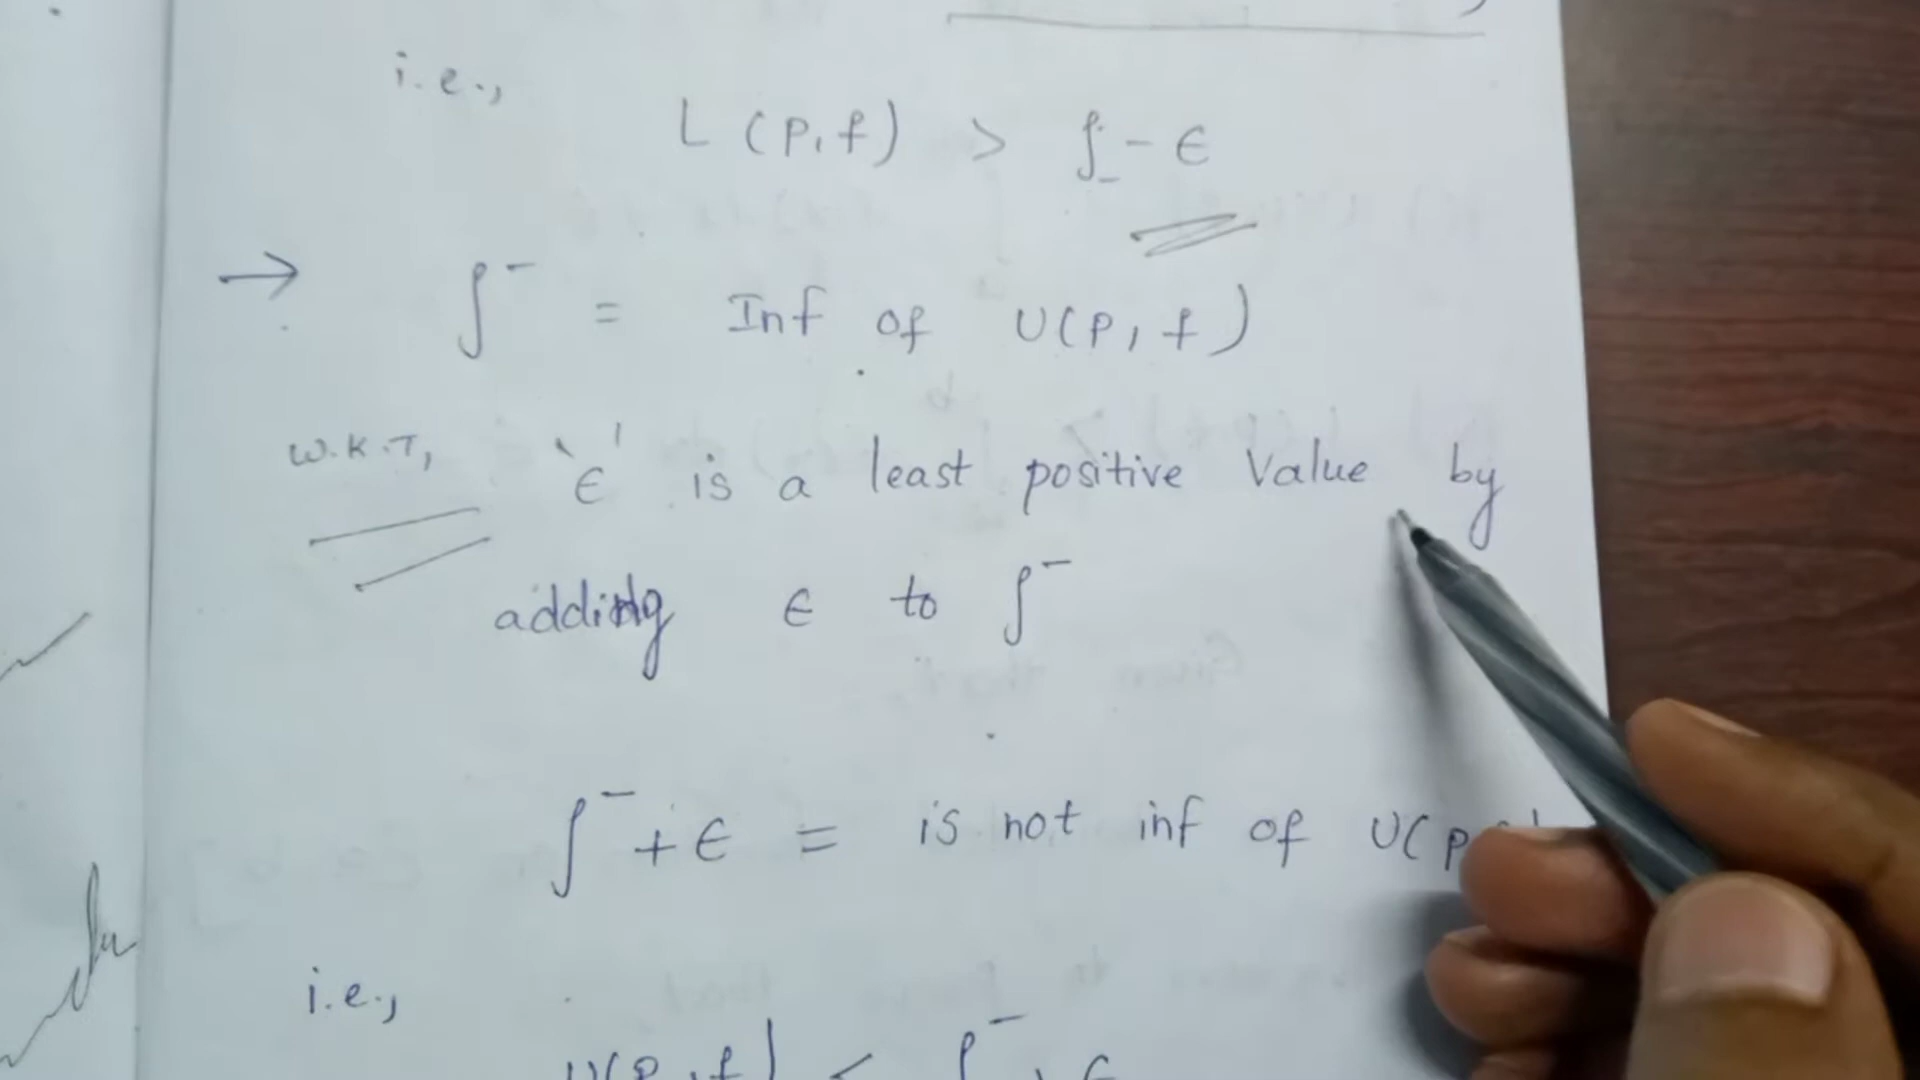 i.e.,
L (P, f) > ∫_ - ϵ
→ ∫⁻ = Inf of U(P, f)
W.K.T, 'ϵ' is a least positive Value by
adding ϵ to ∫⁻
∫⁻ + ϵ = is not inf of U(P
i.e.,
U(P, f) < ∫⁻ + ϵ